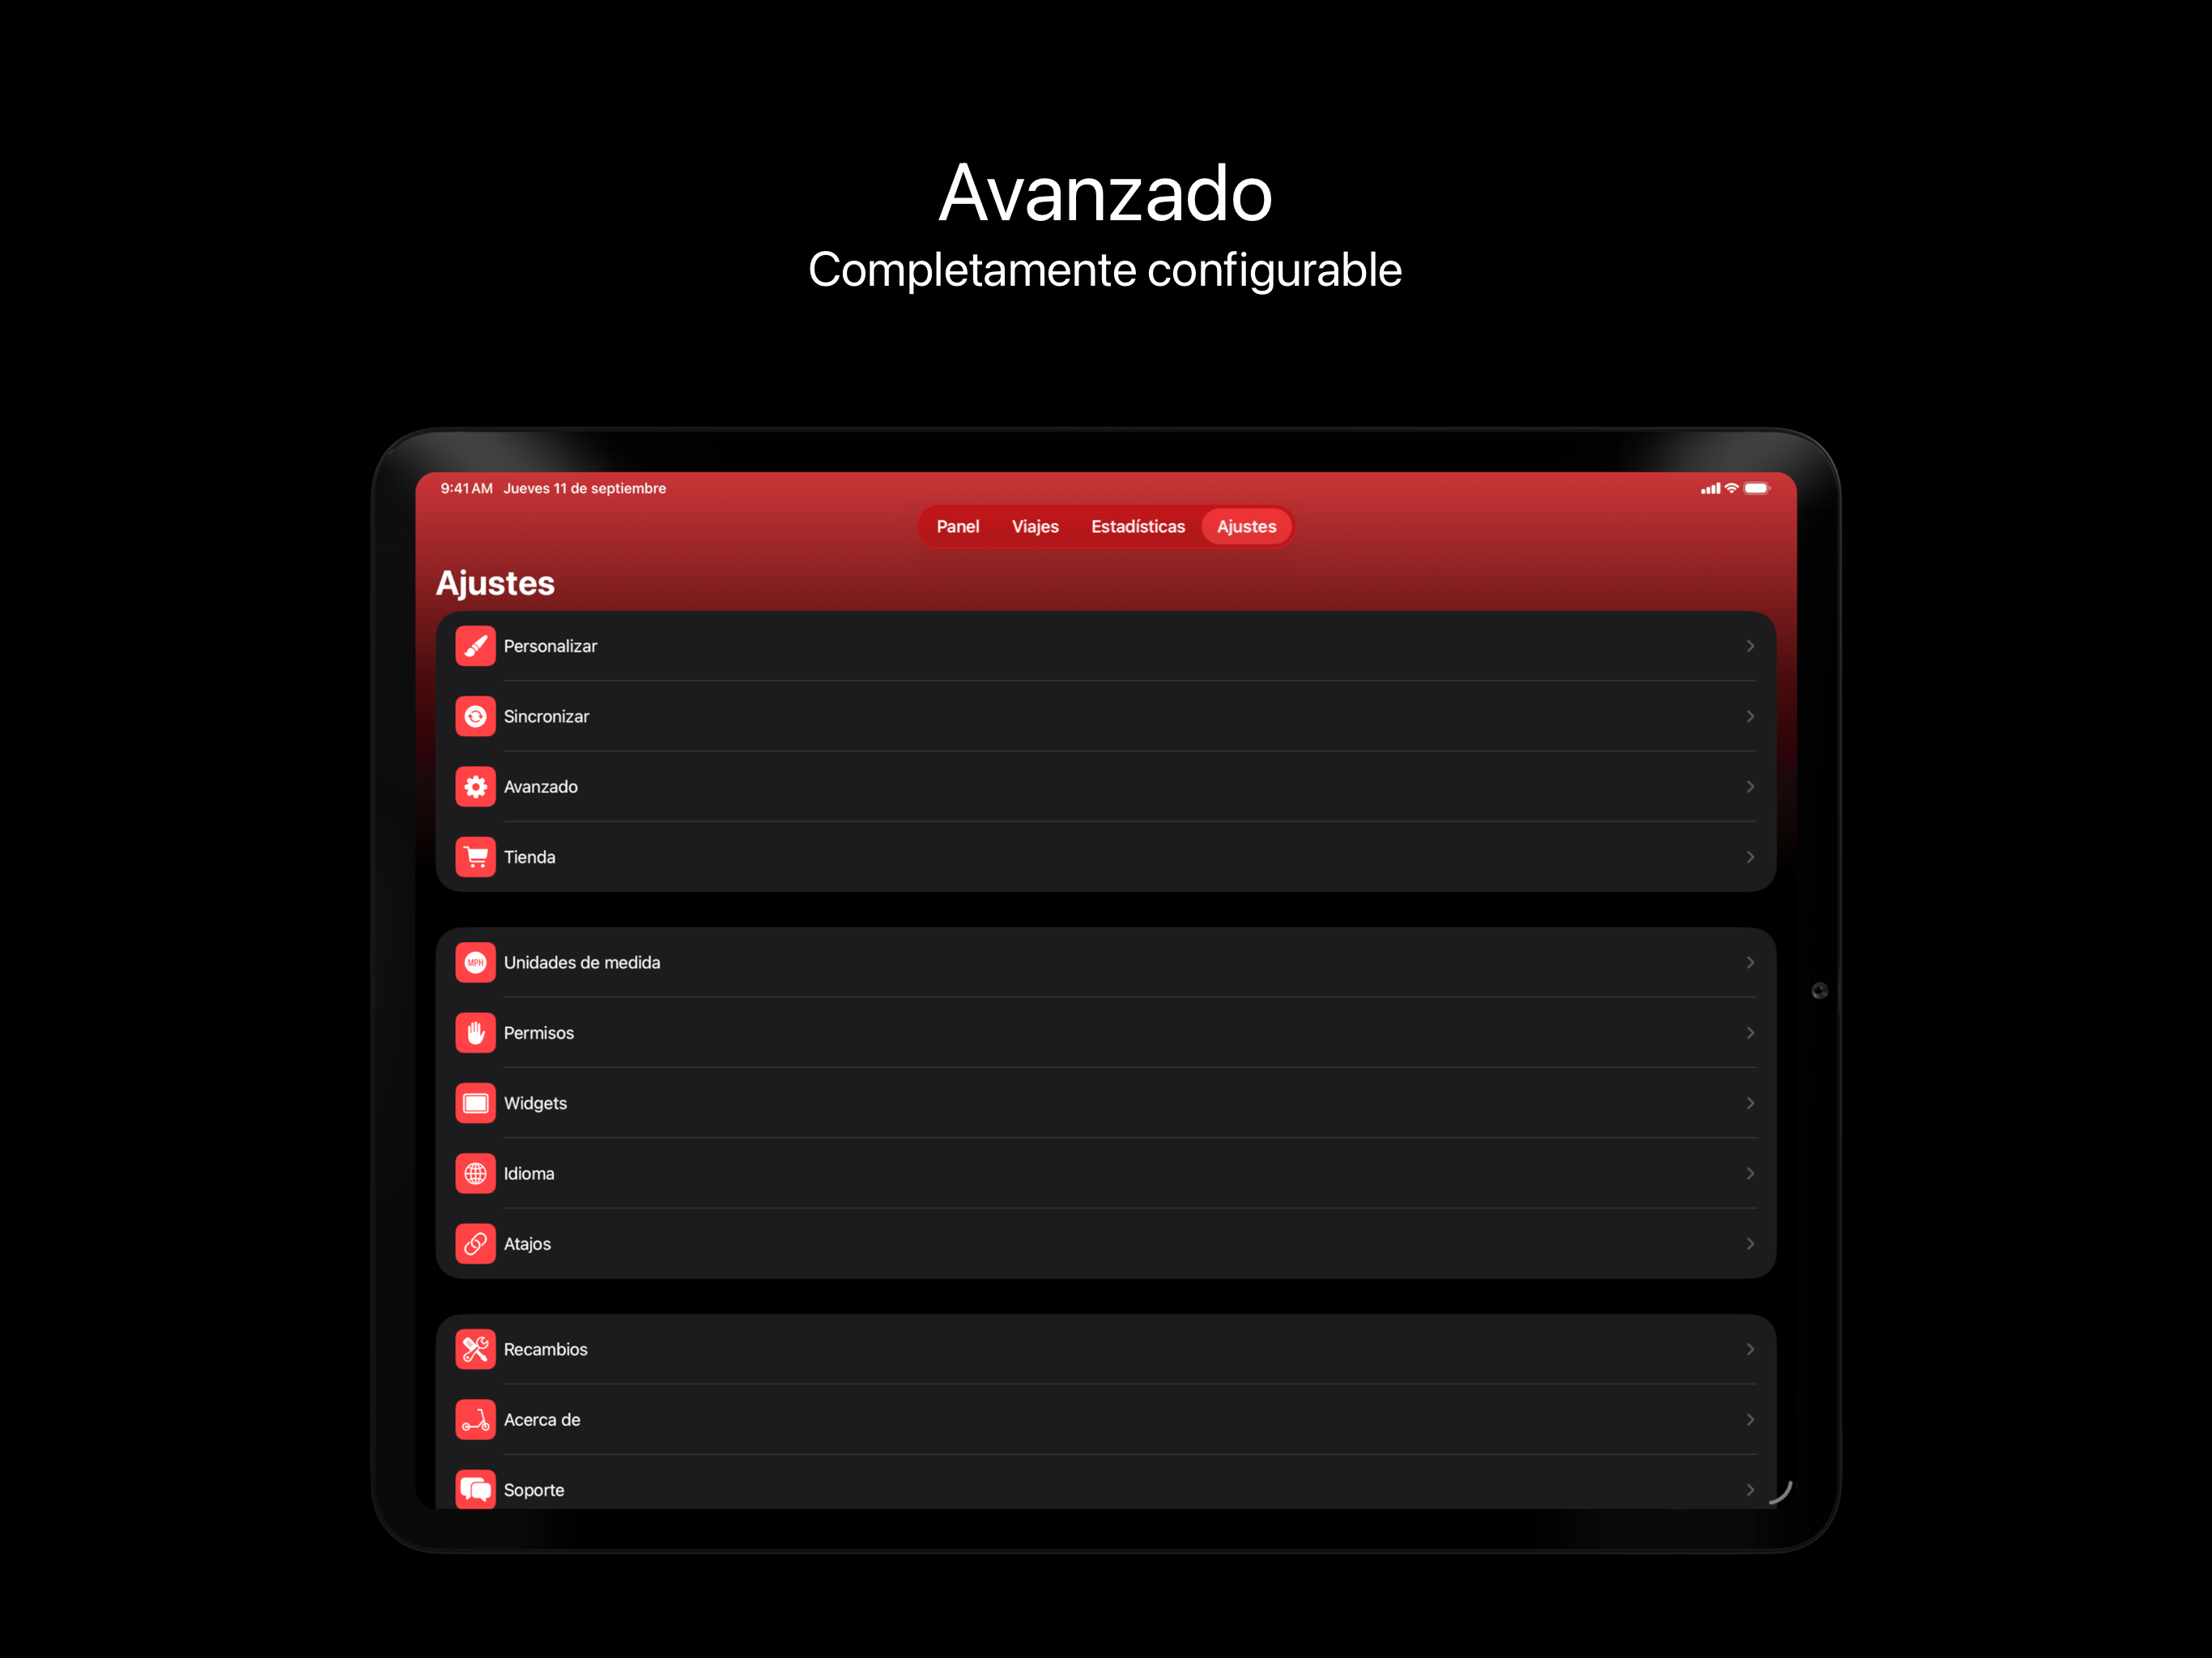 Avanzado
Completamente configurable
9:41 AM Jueves 11 de septiembre
Panel Viajes Estadísticas Ajustes
Ajustes
Personalizar
Sincronizar
Avanzado
Tienda
MPH Unidades de medida
Permisos
Widgets
Idioma
Atajos
Recambios
Acerca de
Soporte